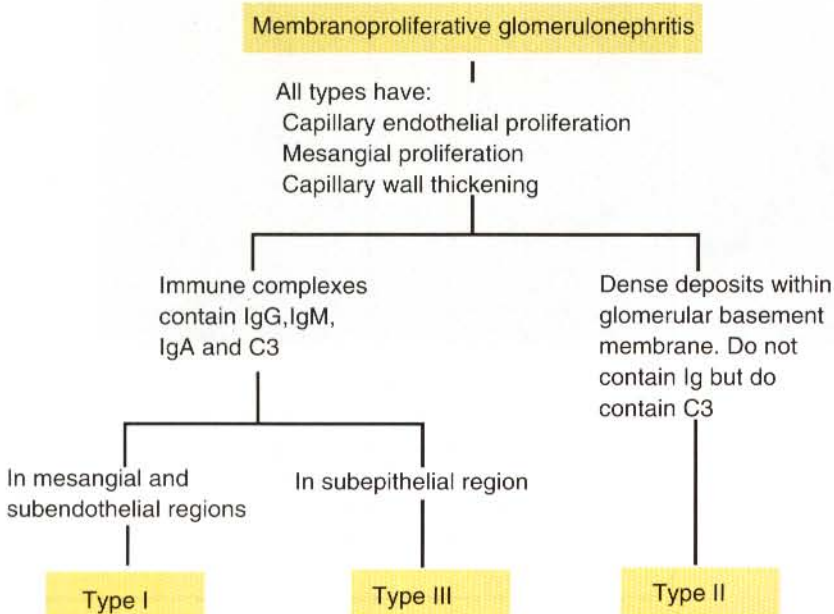 Membranoproliferative glomerulonephritis
All types have:
Capillary endothelial proliferation
Mesangial proliferation
Capillary wall thickening
Immune complexes
contain IgG,IgM,
IgA and C3
Dense deposits within
glomerular basement
membrane. Do not
contain Ig but do
contain C3
In mesangial and
subendothelial regions
In subepithelial region
Type I
Type III
Type II